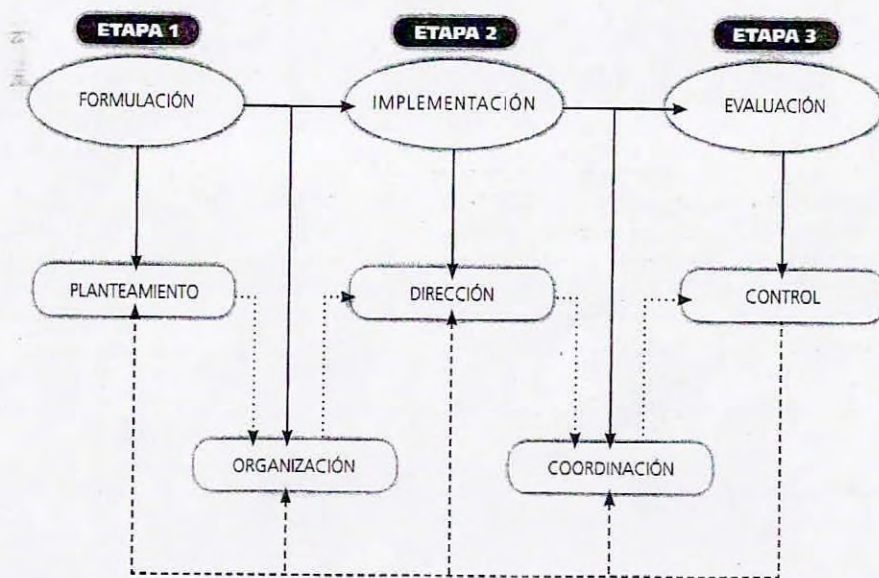 ETAPA 1
ETAPA 2
ETAPA 3
FORMULACIÓN
IMPLEMENTACIÓN
EVALUACIÓN
PLANTEAMIENTO
DIRECCIÓN
CONTROL
ORGANIZACIÓN
COORDINACIÓN